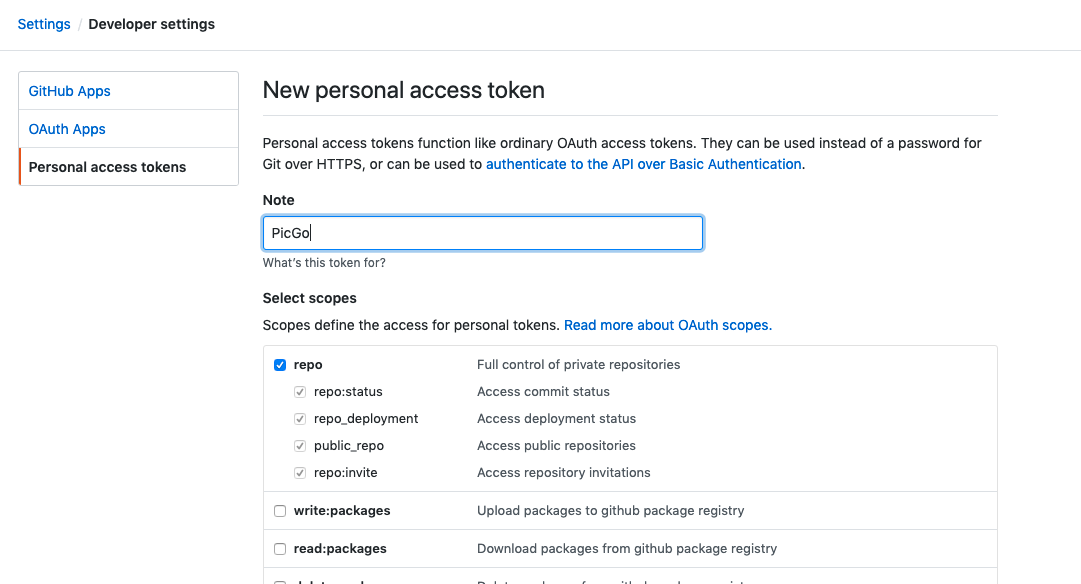 Settings / Developer settings
GitHub Apps
OAuth Apps
Personal access tokens
New personal access token
Personal access tokens function like ordinary OAuth access tokens. They can be used instead of a password for
Git over HTTPS, or can be used to authenticate to the API over Basic Authentication.
Note
PicGo
What's this token for?
Select scopes
Scopes define the access for personal tokens. Read more about OAuth scopes.
repo Full control of private repositories
repo:status Access commit status
repo_deployment Access deployment status
public_repo Access public repositories
repo:invite Access repository invitations
write:packages Upload packages to github package registry
read:packages Download packages from github package registry